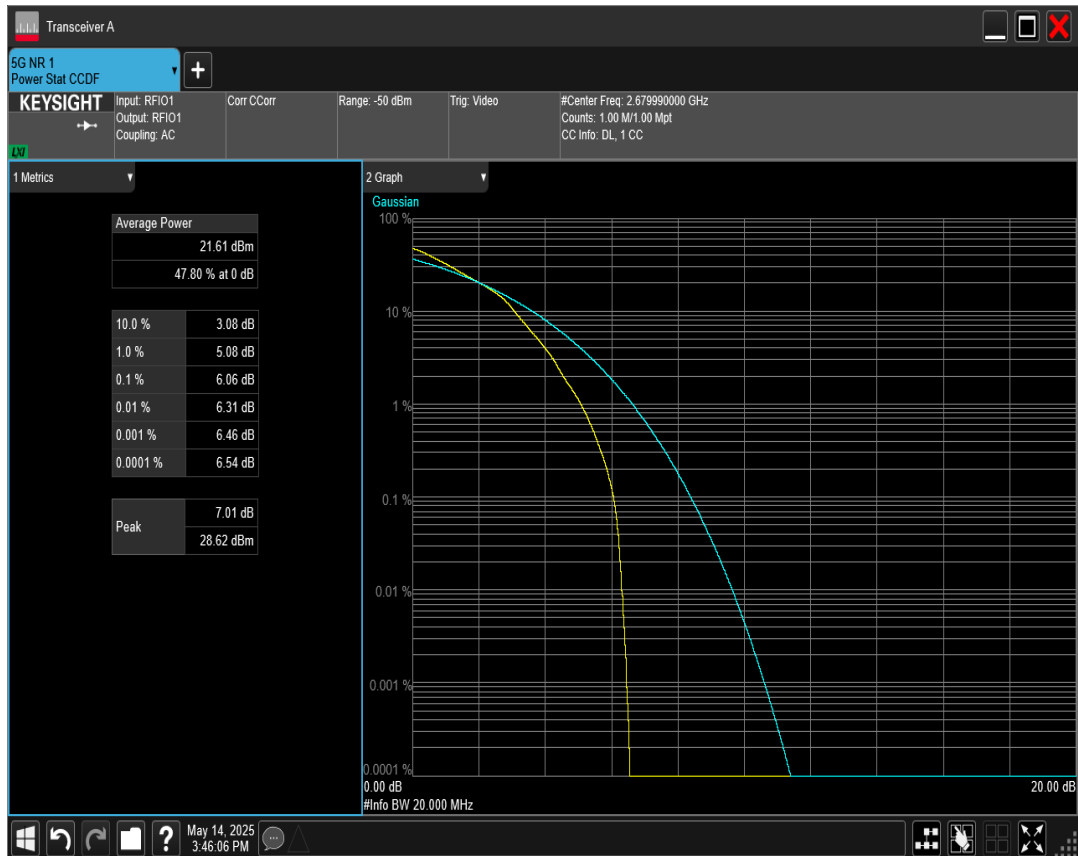 Transceiver A
5G NR 1
Power Stat CCDF
+
KEYSIGHT
LXI
Input: RFIO1
Output: RFIO1
Coupling: AC
Corr CCorr
Range: -50 dBm
Trig: Video
#Center Freq: 2.679990000 GHz
Counts: 1.00 M/1.00 Mpt
CC Info: DL, 1 CC
1 Metrics
Average Power
21.61 dBm
47.80 % at 0 dB
10.0 % 3.08 dB
1.0 % 5.08 dB
0.1 % 6.06 dB
0.01 % 6.31 dB
0.001 % 6.46 dB
0.0001 % 6.54 dB
Peak
7.01 dB
28.62 dBm
2 Graph
Gaussian
100 %
10 %
1 %
0.1 %
0.01 %
0.001 %
0.0001 %
0.00 dB 20.00 dB
#Info BW 20.000 MHz
?
May 14, 2025
3:46:06 PM